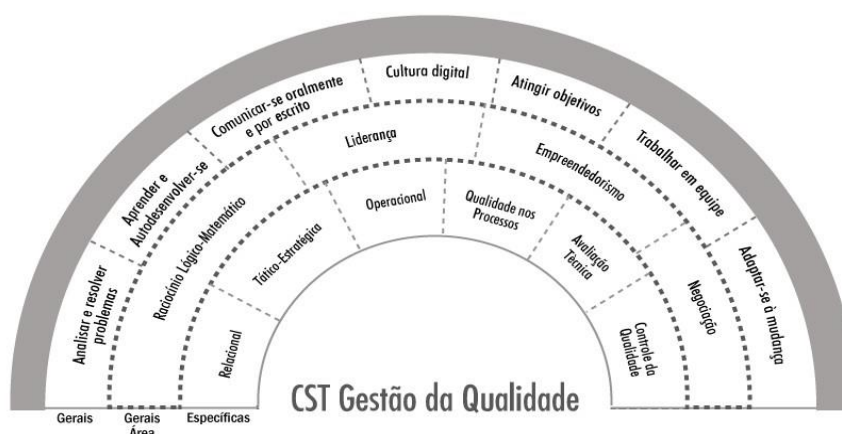 Analisar e resolver
problemas
Aprender e
Autodesenvolver-se
Comunicar-se oralmente
e por escrito
Cultura digital
Atingir objetivos
Trabalhar em equipe
Adaptar-se à mudança
Raciocínio Lógico-Matemático
Liderança
Empreendedorismo
Negociação
Relacional
Tático-Estratégica
Operacional
Qualidade nos
Processos
Avaliação
Técnica
Controle da
Qualidade
CST Gestão da Qualidade
Gerais
Gerais
Área
Específicas